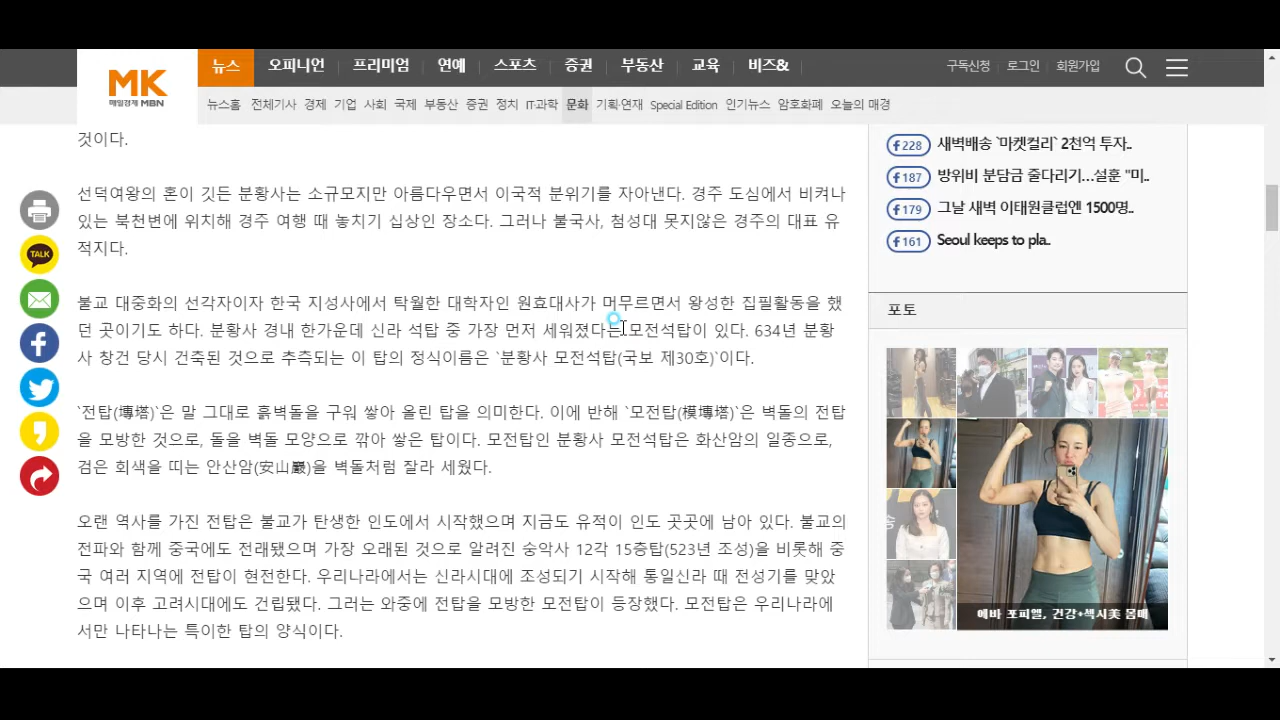 MK
매일경제 MBN
뉴스 오피니언 프리미엄 연예 스포츠 증권 부동산 교육 비즈& 구독신청 로그인 회원가입
뉴스홈 전체기사 경제 기업 사회 국제 부동산 증권 정치 IT·과학 문화 기획·연재 Special Edition 인기뉴스 암호화폐 오늘의 매경
것이다.
선덕여왕의 혼이 깃든 분황사는 소규모지만 아름다우면서 이국적 분위기를 자아낸다. 경주 도심에서 비켜나
있는 북천변에 위치해 경주 여행 때 놓치기 십상인 장소다. 그러나 불국사, 첨성대 못지않은 경주의 대표 유
적지다.
불교 대중화의 선각자이자 한국 지성사에서 탁월한 대학자인 원효대사가 머무르면서 왕성한 집필활동을 했
던 곳이기도 하다. 분황사 경내 한가운데 신라 석탑 중 가장 먼저 세워졌다는 모전석탑이 있다. 634년 분황
사 창건 당시 건축된 것으로 추측되는 이 탑의 정식이름은 `분황사 모전석탑(국보 제30호)`이다.
`전탑(塼塔)`은 말 그대로 흙벽돌을 구워 쌓아 올린 탑을 의미한다. 이에 반해 `모전탑(模塼塔)`은 벽돌의 전탑
을 모방한 것으로, 돌을 벽돌 모양으로 깎아 쌓은 탑이다. 모전탑인 분황사 모전석탑은 화산암의 일종으로,
검은 회색을 띠는 안산암(安山巖)을 벽돌처럼 잘라 세웠다.
오랜 역사를 가진 전탑은 불교가 탄생한 인도에서 시작했으며 지금도 유적이 인도 곳곳에 남아 있다. 불교의
전파와 함께 중국에도 전래됐으며 가장 오래된 것으로 알려진 숭악사 12각 15층탑(523년 조성)을 비롯해 중
국 여러 지역에 전탑이 현전한다. 우리나라에서는 신라시대에 조성되기 시작해 통일신라 때 전성기를 맞았
으며 이후 고려시대에도 건립됐다. 그러는 와중에 전탑을 모방한 모전탑이 등장했다. 모전탑은 우리나라에
서만 나타나는 특이한 탑의 양식이다.
TALK
f 228 새벽배송 `마켓컬리` 2천억 투자..
f 187 방위비 분담금 줄다리기…설훈 "미..
f 179 그날 새벽 이태원클럽엔 1500명..
f 161 Seoul keeps to pla..
포토
에바 포피엘, 건강+섹시美 몸매